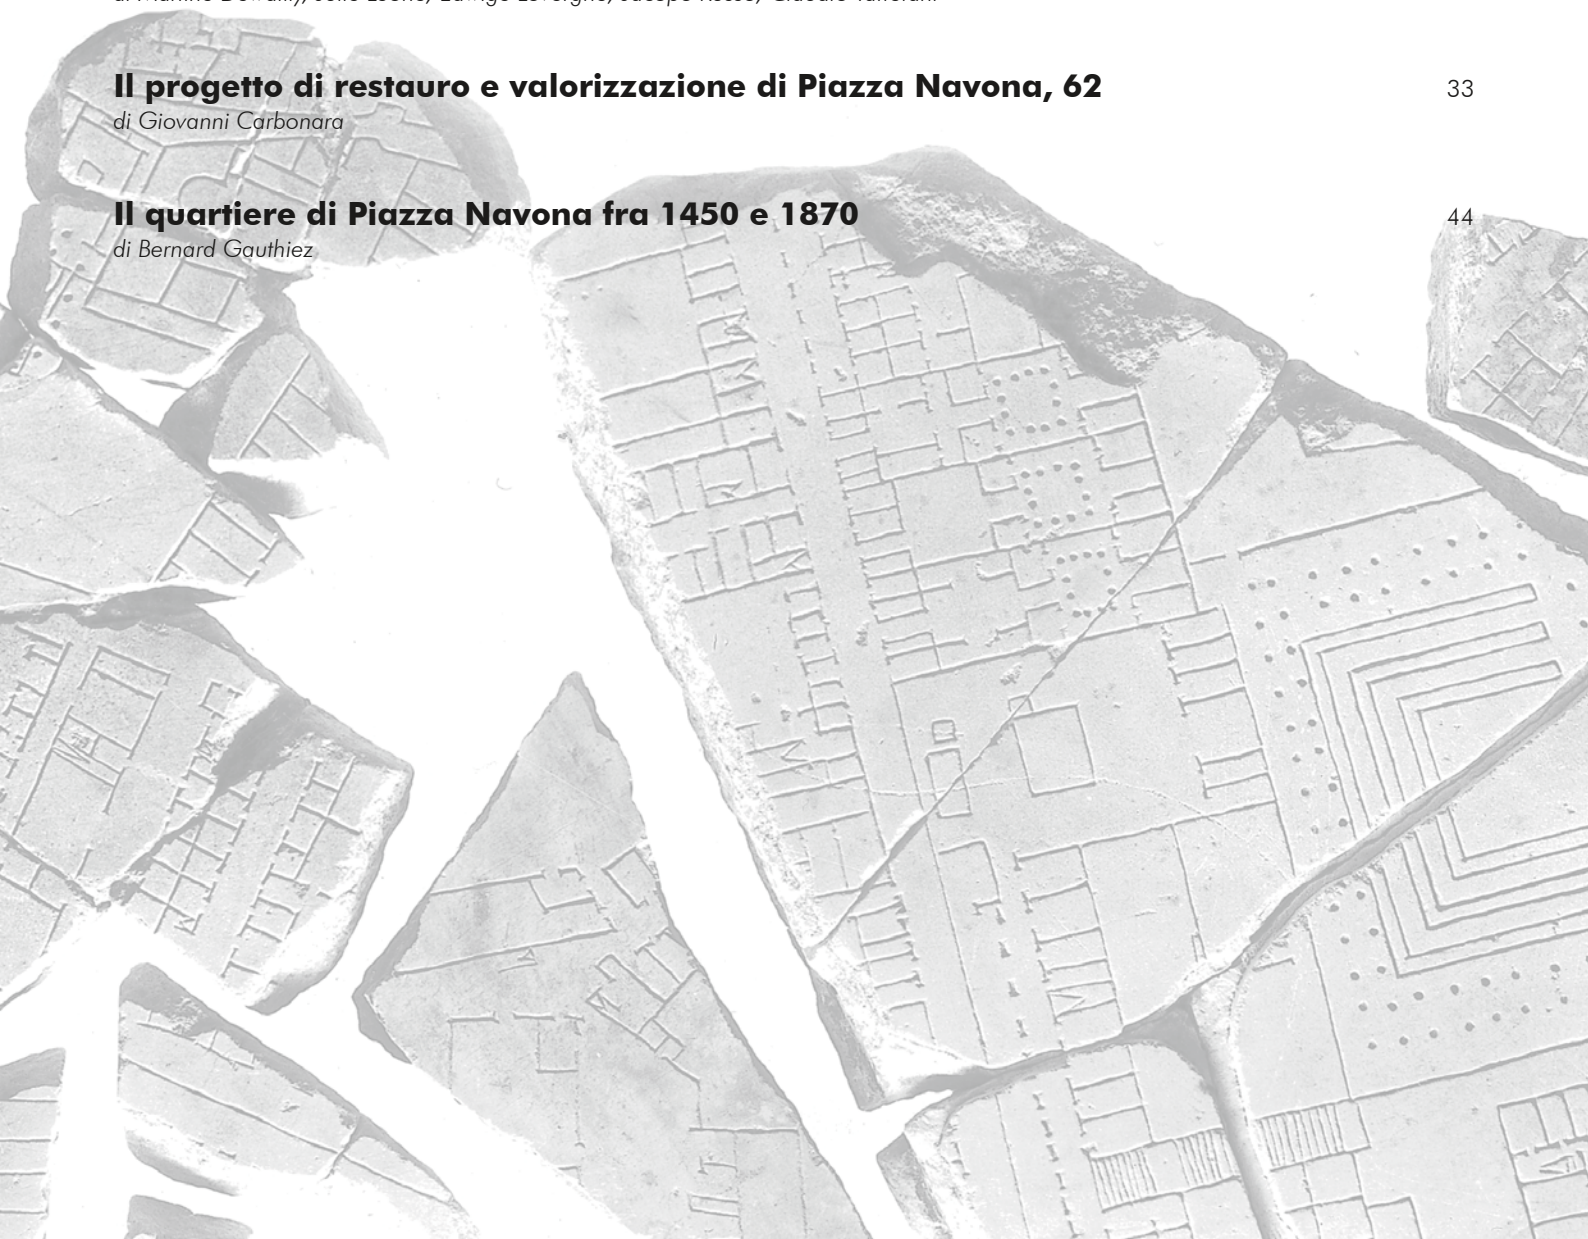 Il progetto di restauro e valorizzazione di Piazza Navona, 62 33
di Giovanni Carbonara
Il quartiere di Piazza Navona fra 1450 e 1870 44
di Bernard Gauthiez